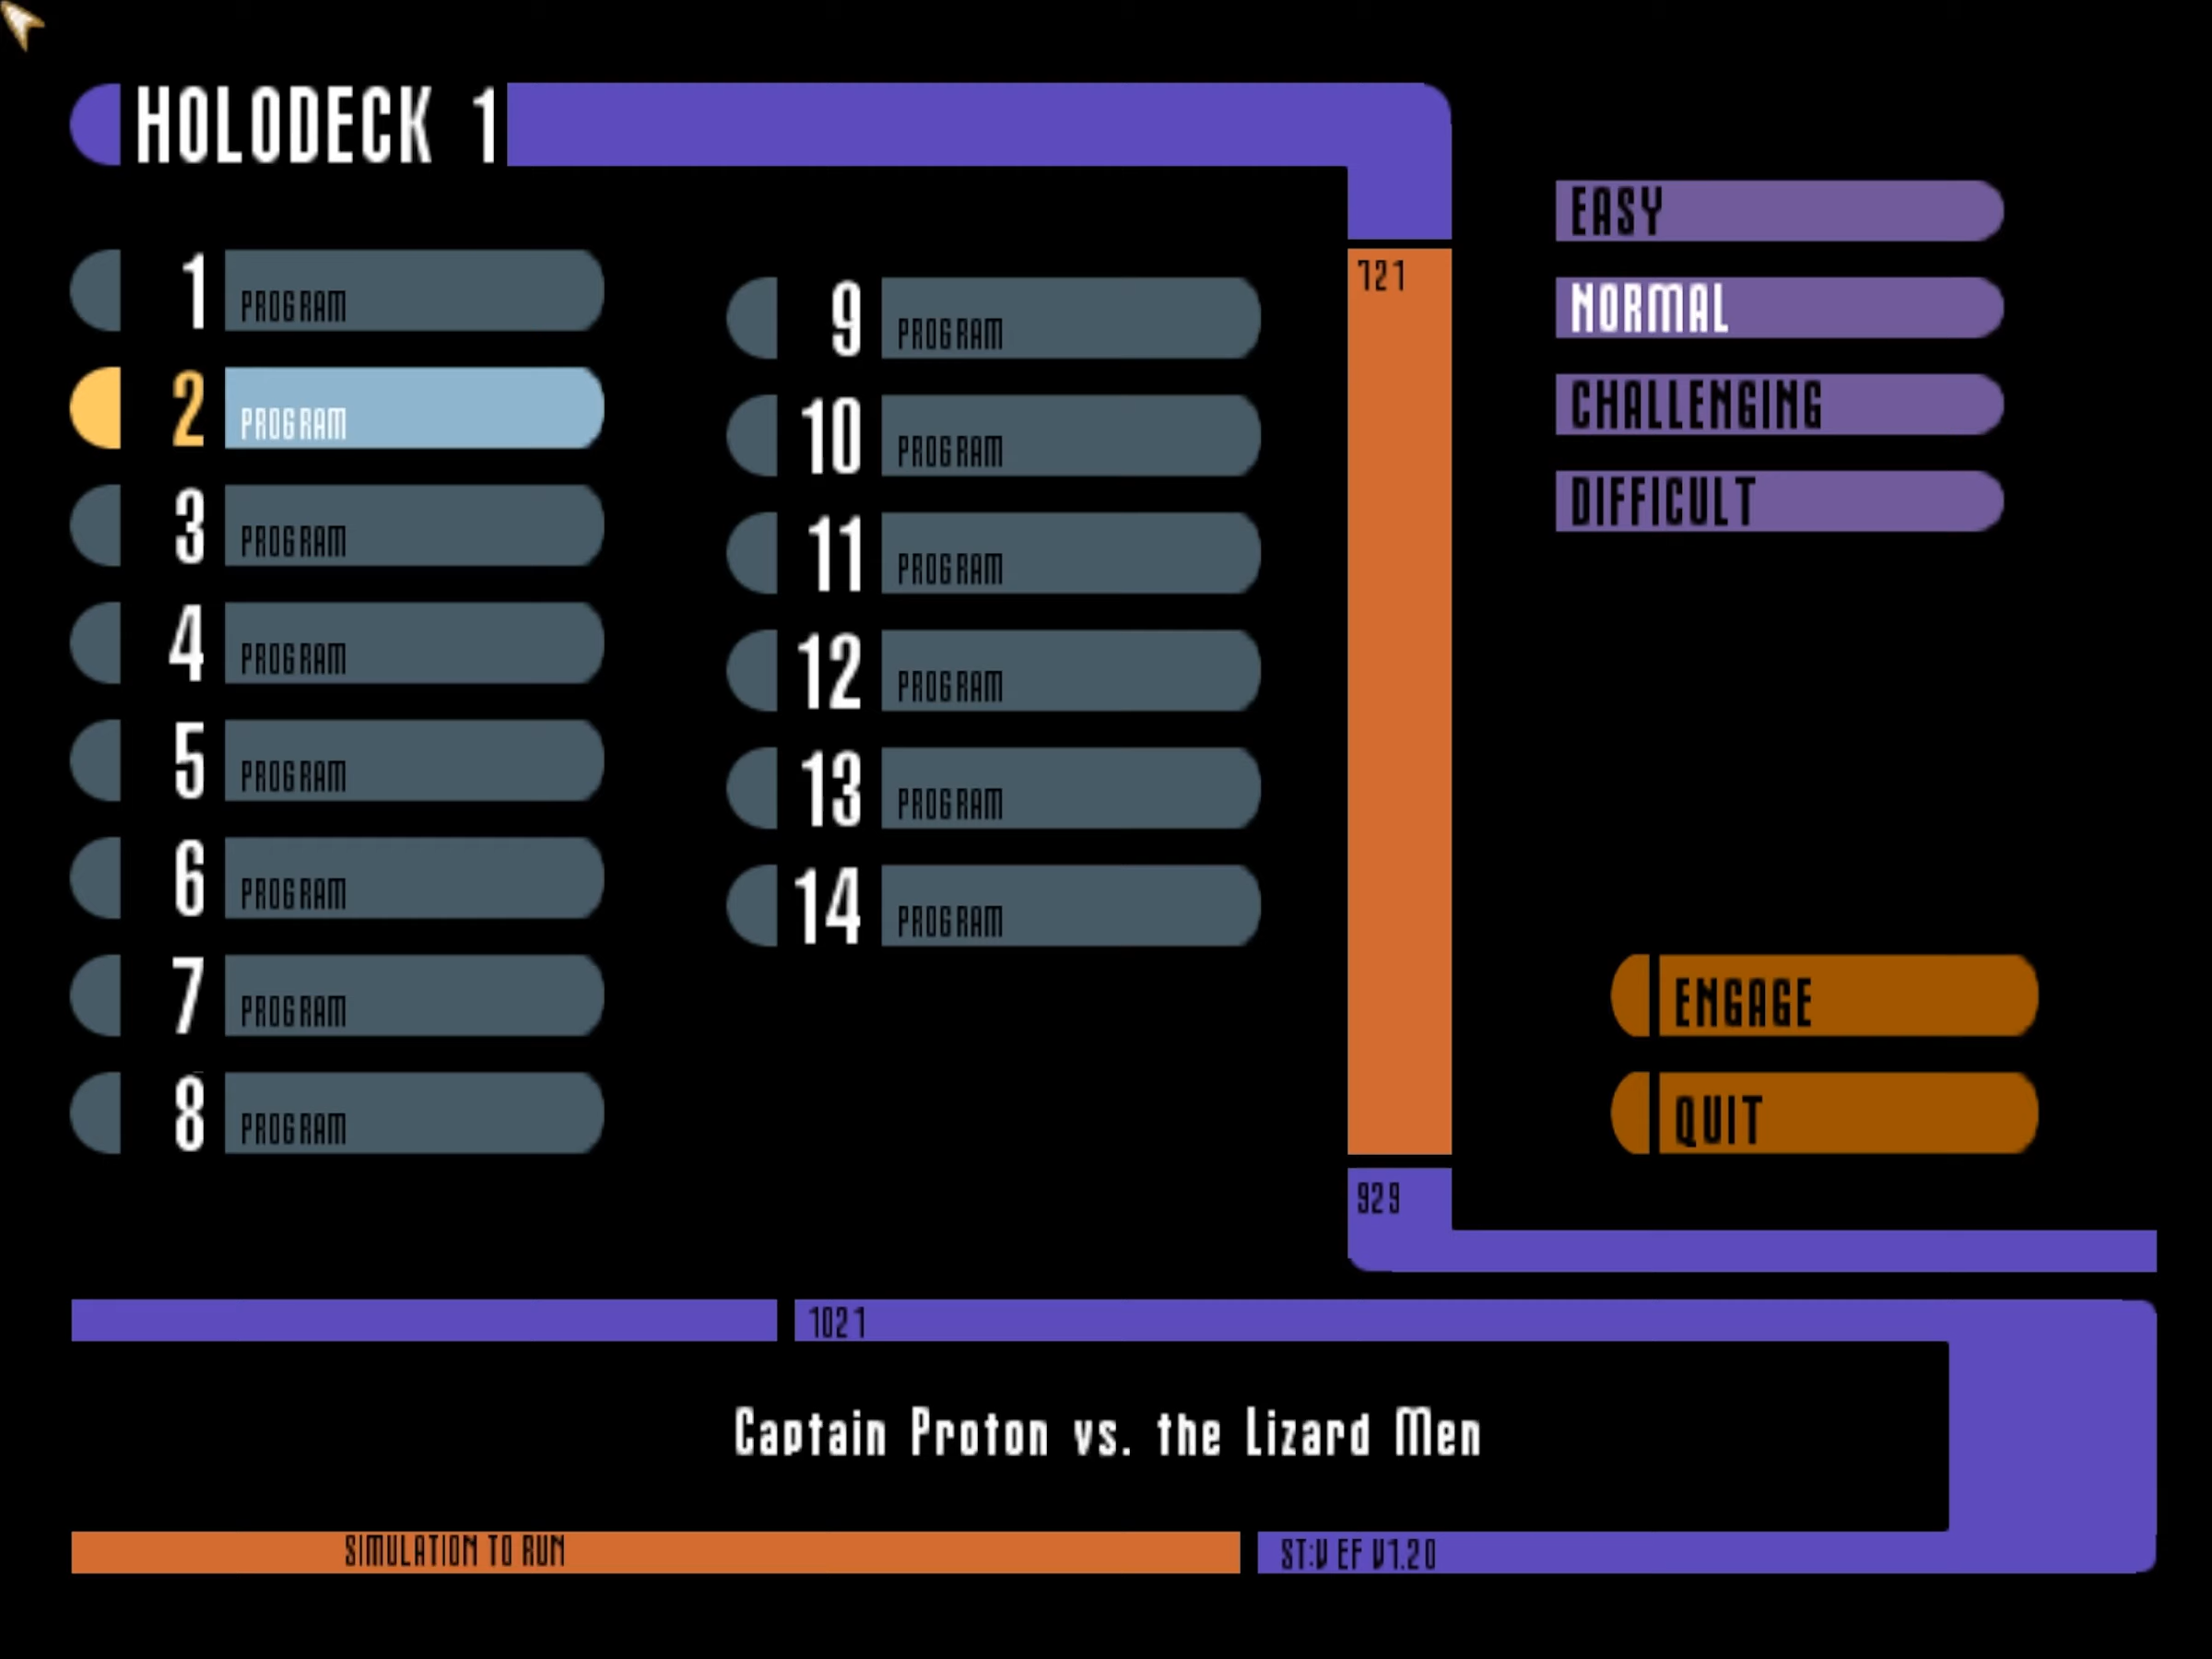 HOLODECK 1
1 PROGRAM
2 PROGRAM
3 PROGRAM
4 PROGRAM
5 PROGRAM
6 PROGRAM
7 PROGRAM
8 PROGRAM
9 PROGRAM
10 PROGRAM
11 PROGRAM
12 PROGRAM
13 PROGRAM
14 PROGRAM
721
929
EASY
NORMAL
CHALLENGING
DIFFICULT
ENGAGE
QUIT
1021
Captain Proton vs. the Lizard Men
SIMULATION TO RUN
ST:V EF V1.20